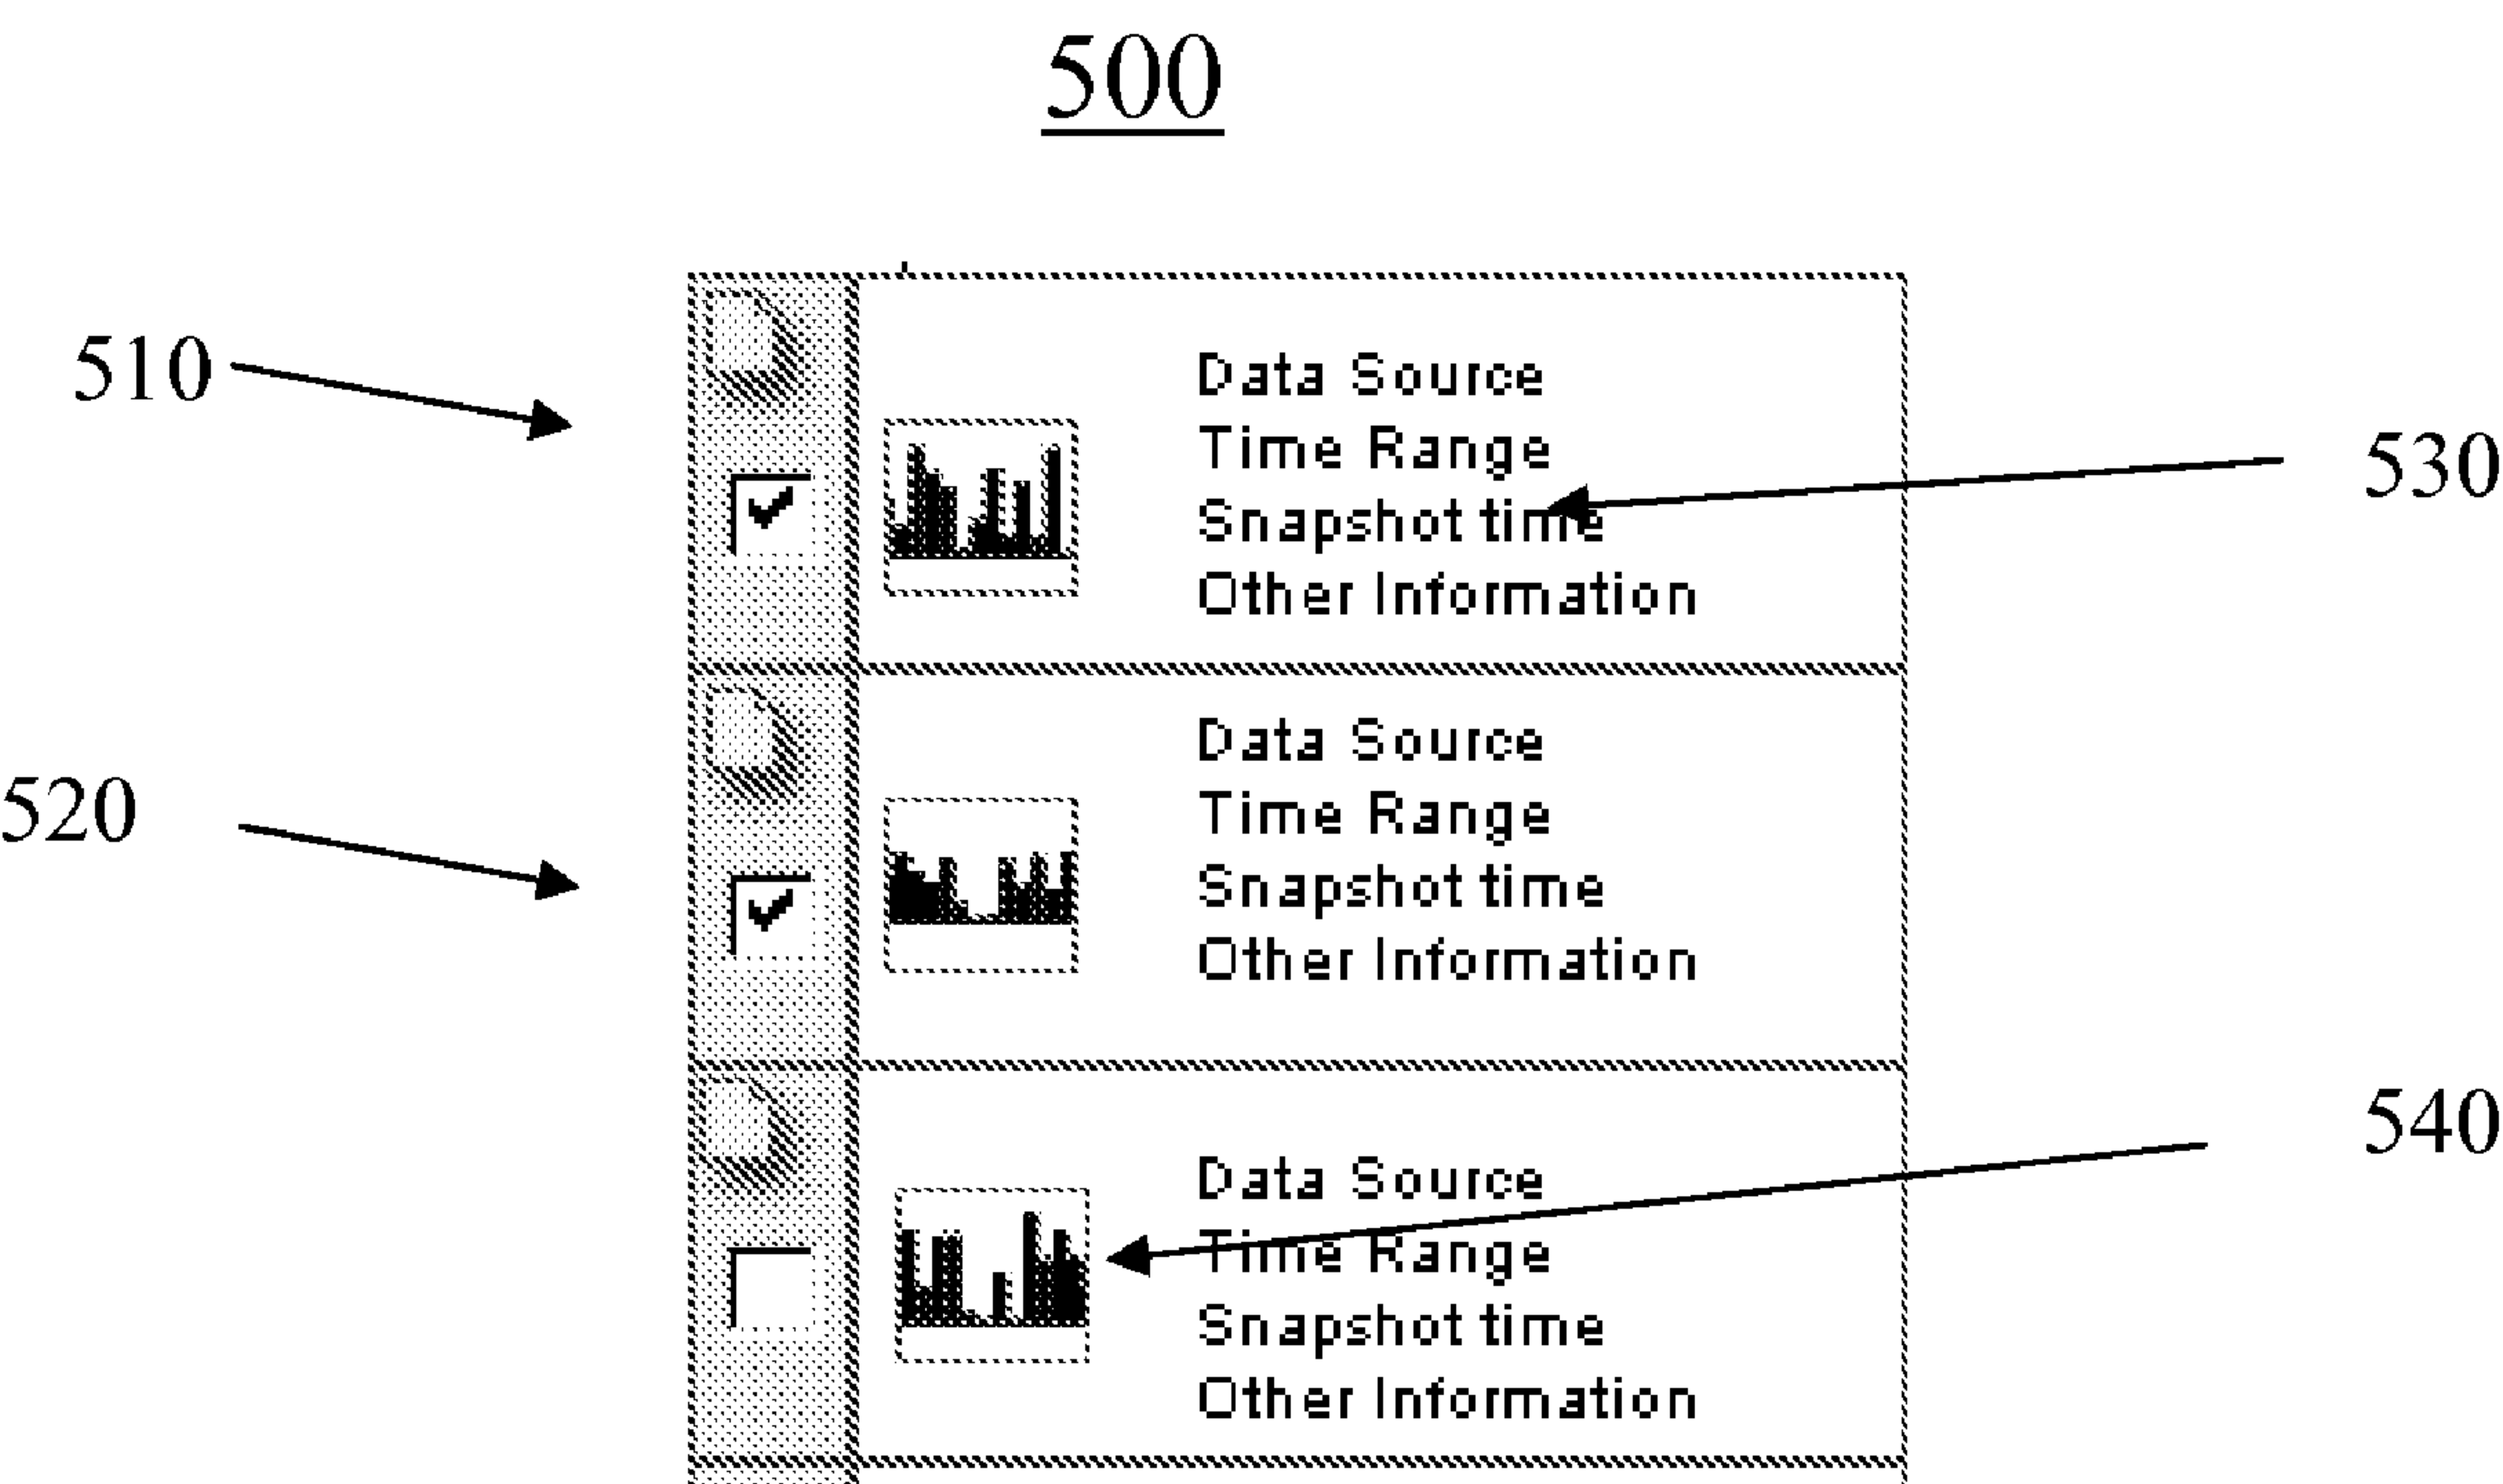 500
510
Data Source
Time Range
Snapshot time
Other Information
530
520
Data Source
Time Range
Snapshot time
Other Information
540
Data Source
Time Range
Snapshot time
Other Information